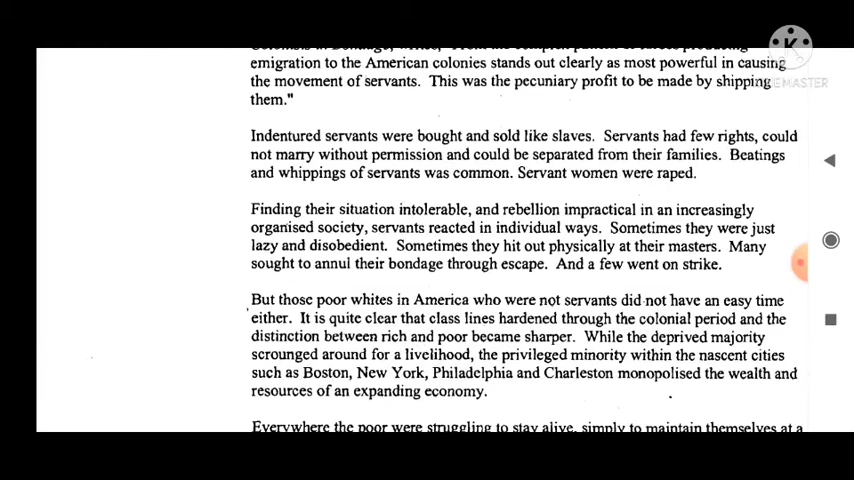 emigration to the American colonies stands out clearly as most powerful in causing
the movement of servants. This was the pecuniary profit to be made by shipping
them."
Indentured servants were bought and sold like slaves. Servants had few rights, could
not marry without permission and could be separated from their families. Beatings
and whippings of servants was common. Servant women were raped.
Finding their situation intolerable, and rebellion impractical in an increasingly
organised society, servants reacted in individual ways. Sometimes they were just
lazy and disobedient. Sometimes they hit out physically at their masters. Many
sought to annul their bondage through escape. And a few went on strike.
But those poor whites in America who were not servants did not have an easy time
either. It is quite clear that class lines hardened through the colonial period and the
distinction between rich and poor became sharper. While the deprived majority
scrounged around for a livelihood, the privileged minority within the nascent cities
such as Boston, New York, Philadelphia and Charleston monopolised the wealth and
resources of an expanding economy.
Everywhere the poor were struggling to stay alive, simply to maintain themselves at a